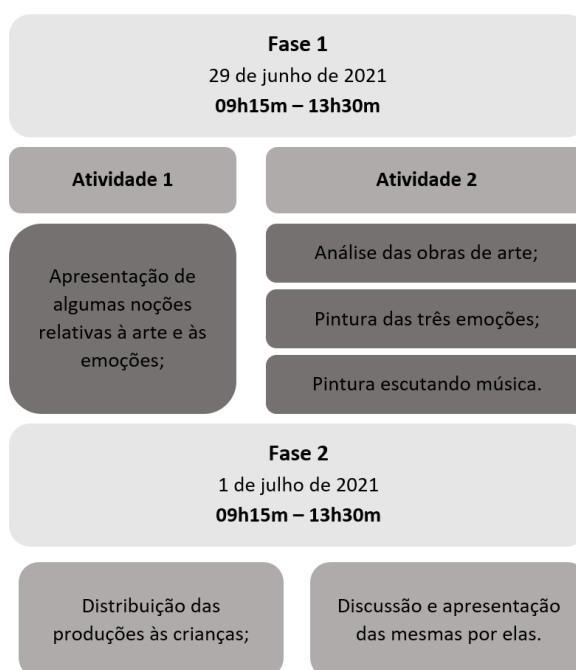 Fase 1
29 de junho de 2021
09h15m – 13h30m
Atividade 1
Apresentação de
algumas noções
relativas à arte e às
emoções;
Atividade 2
Análise das obras de arte;
Pintura das três emoções;
Pintura escutando música.
Fase 2
1 de julho de 2021
09h15m – 13h30m
Distribuição das
produções às crianças;
Discussão e apresentação
das mesmas por elas.